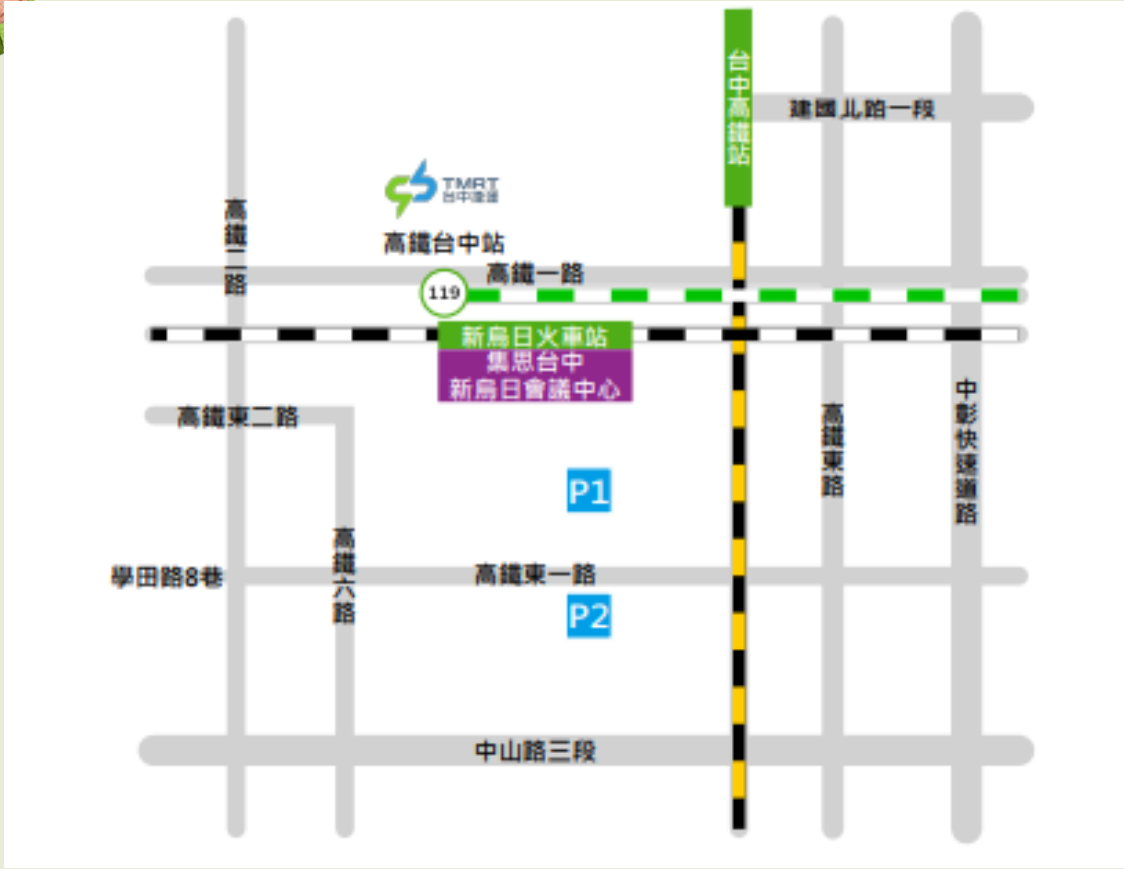 台中高鐵站
建國北路一段
TMRT
台中捷運
高鐵二路
高鐵台中站
高鐵一路
119
新烏日火車站
集思台中
新烏日會議中心
高鐵東二路
高鐵東路
中彰快速道路
P1
高鐵六路
學田路8巷
高鐵東一路
P2
中山路三段